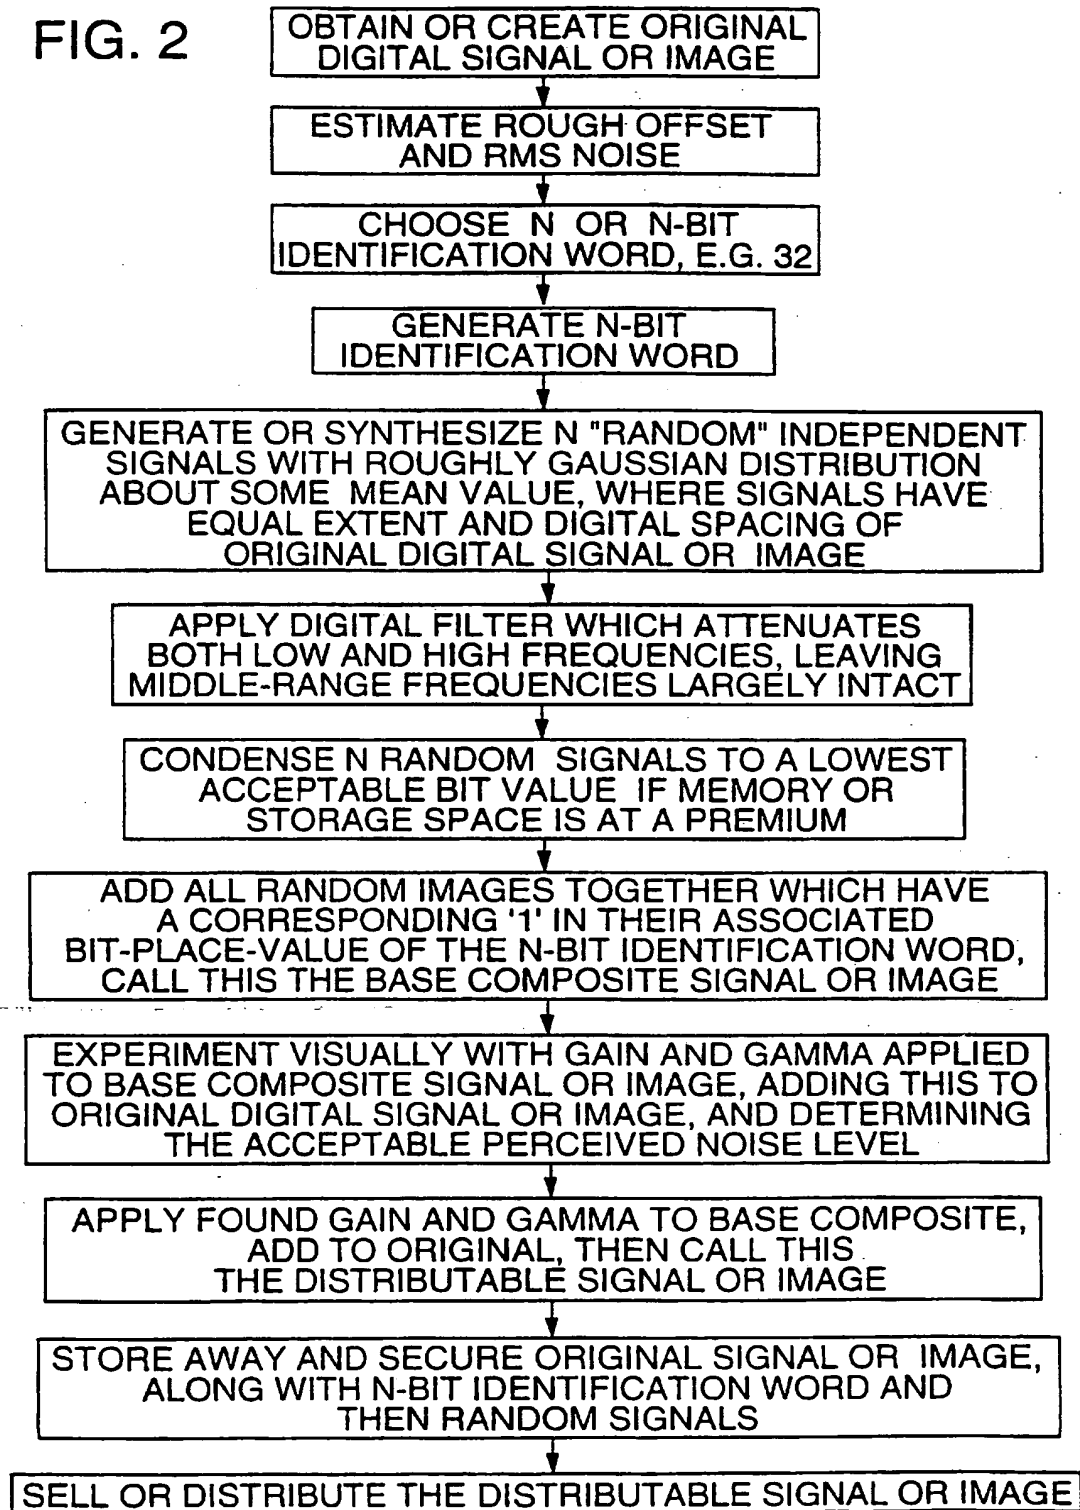 FIG. 2
OBTAIN OR CREATE ORIGINAL
DIGITAL SIGNAL OR IMAGE
ESTIMATE ROUGH OFFSET
AND RMS NOISE
CHOOSE N OR N-BIT
IDENTIFICATION WORD, E.G. 32
GENERATE N-BIT
IDENTIFICATION WORD
GENERATE OR SYNTHESIZE N "RANDOM" INDEPENDENT
SIGNALS WITH ROUGHLY GAUSSIAN DISTRIBUTION
ABOUT SOME MEAN VALUE, WHERE SIGNALS HAVE
EQUAL EXTENT AND DIGITAL SPACING OF
ORIGINAL DIGITAL SIGNAL OR IMAGE
APPLY DIGITAL FILTER WHICH ATTENUATES
BOTH LOW AND HIGH FREQUENCIES, LEAVING
MIDDLE-RANGE FREQUENCIES LARGELY INTACT
CONDENSE N RANDOM SIGNALS TO A LOWEST
ACCEPTABLE BIT VALUE IF MEMORY OR
STORAGE SPACE IS AT A PREMIUM
ADD ALL RANDOM IMAGES TOGETHER WHICH HAVE
A CORRESPONDING '1' IN THEIR ASSOCIATED
BIT-PLACE-VALUE OF THE N-BIT IDENTIFICATION WORD,
CALL THIS THE BASE COMPOSITE SIGNAL OR IMAGE
EXPERIMENT VISUALLY WITH GAIN AND GAMMA APPLIED
TO BASE COMPOSITE SIGNAL OR IMAGE, ADDING THIS TO
ORIGINAL DIGITAL SIGNAL OR IMAGE, AND DETERMINING
THE ACCEPTABLE PERCEIVED NOISE LEVEL
APPLY FOUND GAIN AND GAMMA TO BASE COMPOSITE,
ADD TO ORIGINAL, THEN CALL THIS
THE DISTRIBUTABLE SIGNAL OR IMAGE
STORE AWAY AND SECURE ORIGINAL SIGNAL OR IMAGE,
ALONG WITH N-BIT IDENTIFICATION WORD AND
THEN RANDOM SIGNALS
SELL OR DISTRIBUTE THE DISTRIBUTABLE SIGNAL OR IMAGE